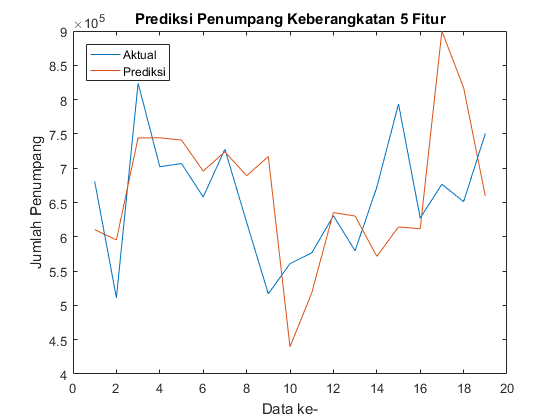 Prediksi Penumpang Keberangkatan 5 Fitur
×10⁵
Aktual
Prediksi
Jumlah Penumpang
9
8.5
8
7.5
7
6.5
6
5.5
5
4.5
4
0 2 4 6 8 10 12 14 16 18 20
Data ke-